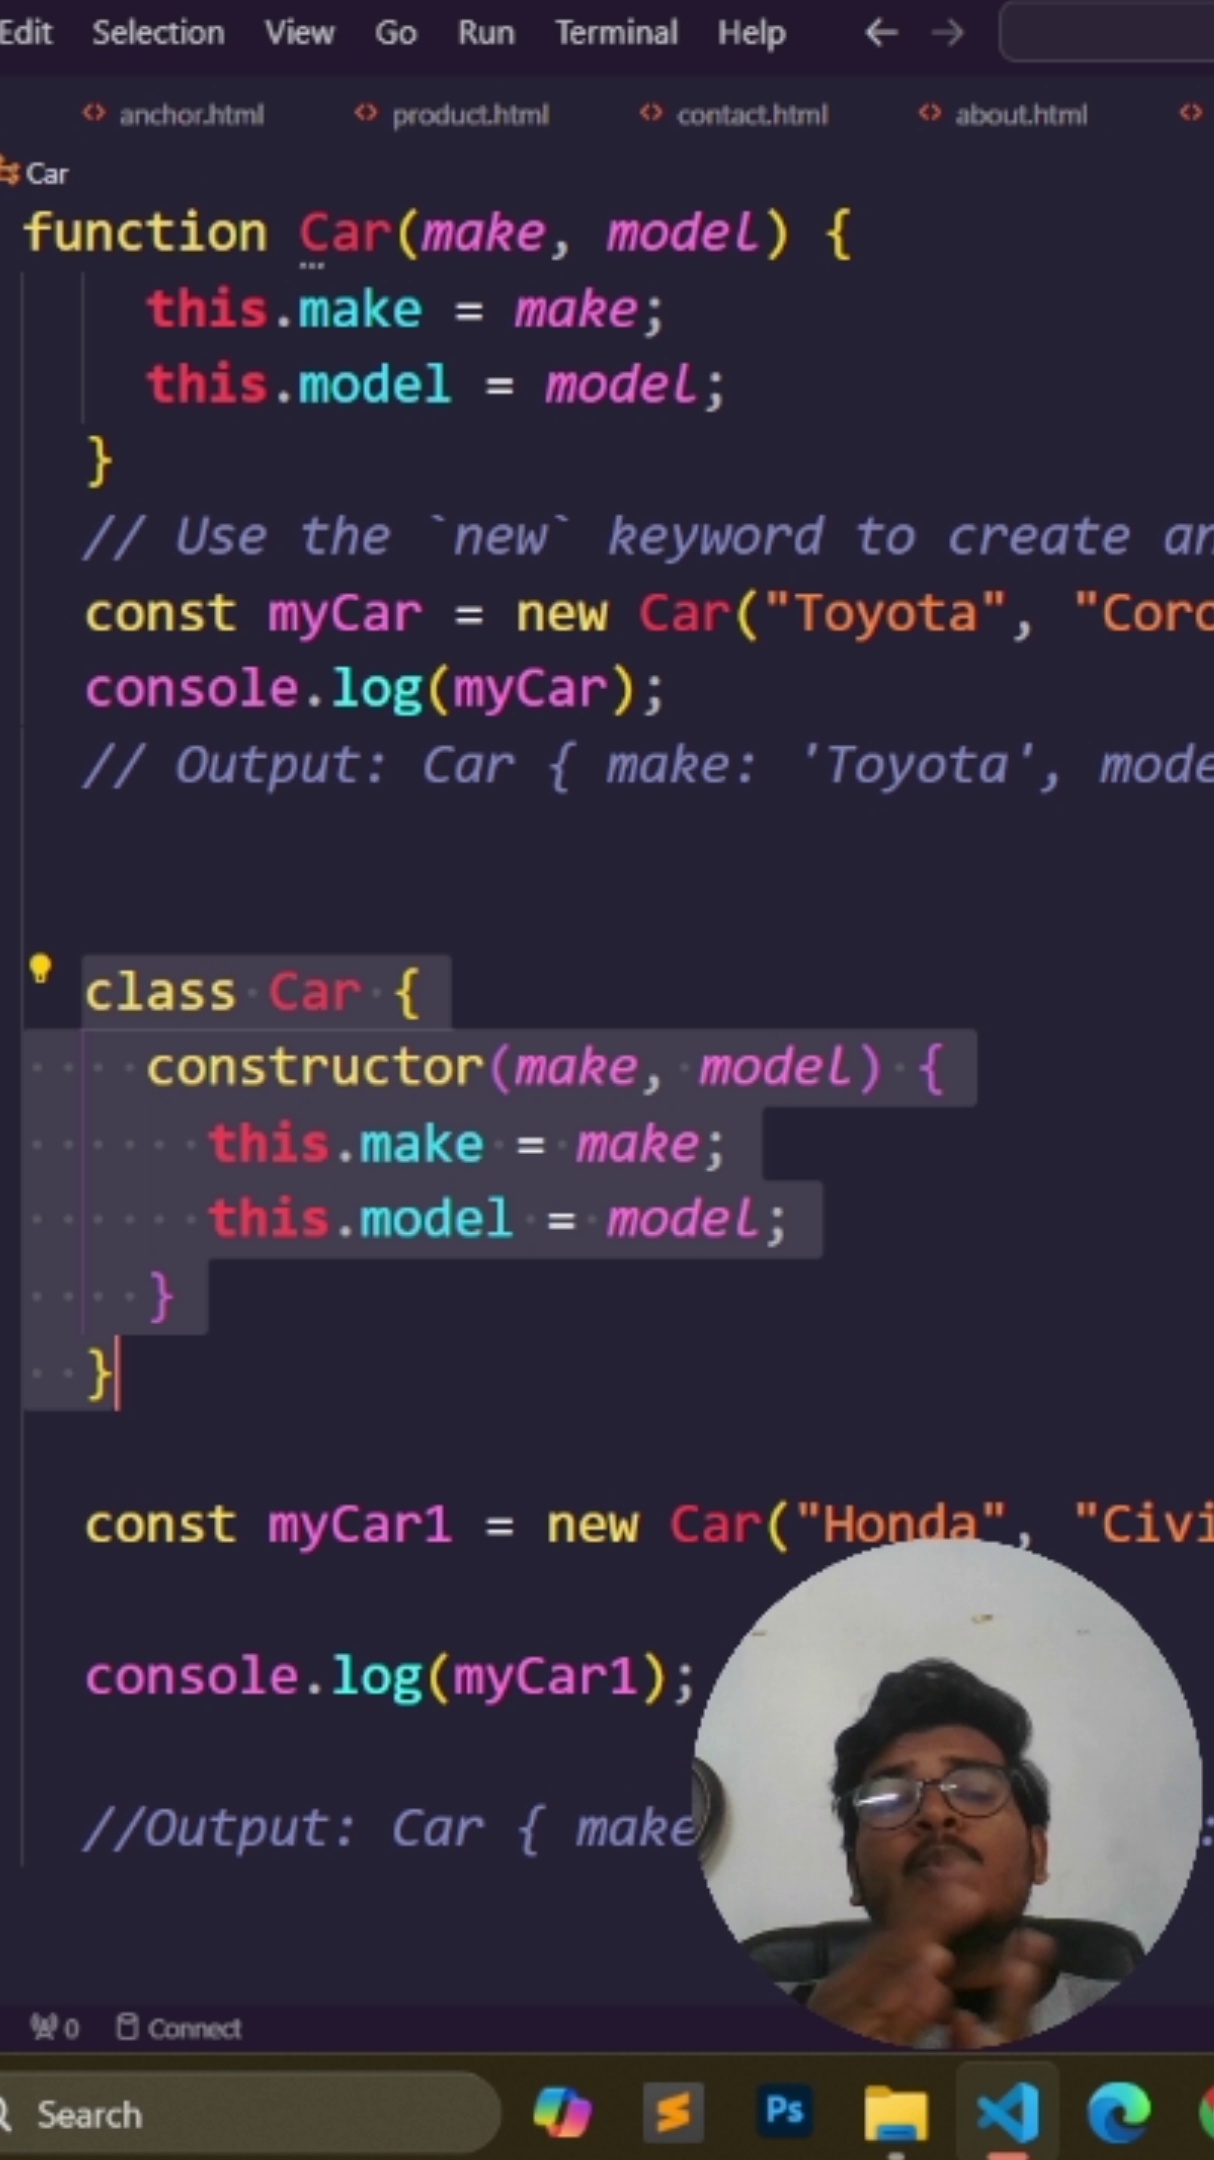 Edit Selection View Go Run Terminal Help
anchor.html product.html contact.html about.html
Car
function Car(make, model) {
this.make = make;
this.model = model;
}
// Use the `new` keyword to create an
const myCar = new Car("Toyota", "Coro
console.log(myCar);
// Output: Car { make: 'Toyota', mode
class Car {
constructor(make, model) {
this.make = make;
this.model = model;
}
}
const myCar1 = new Car("Honda", "Civi
console.log(myCar1);
//Output: Car { make :
0 Connect
Search
Ps